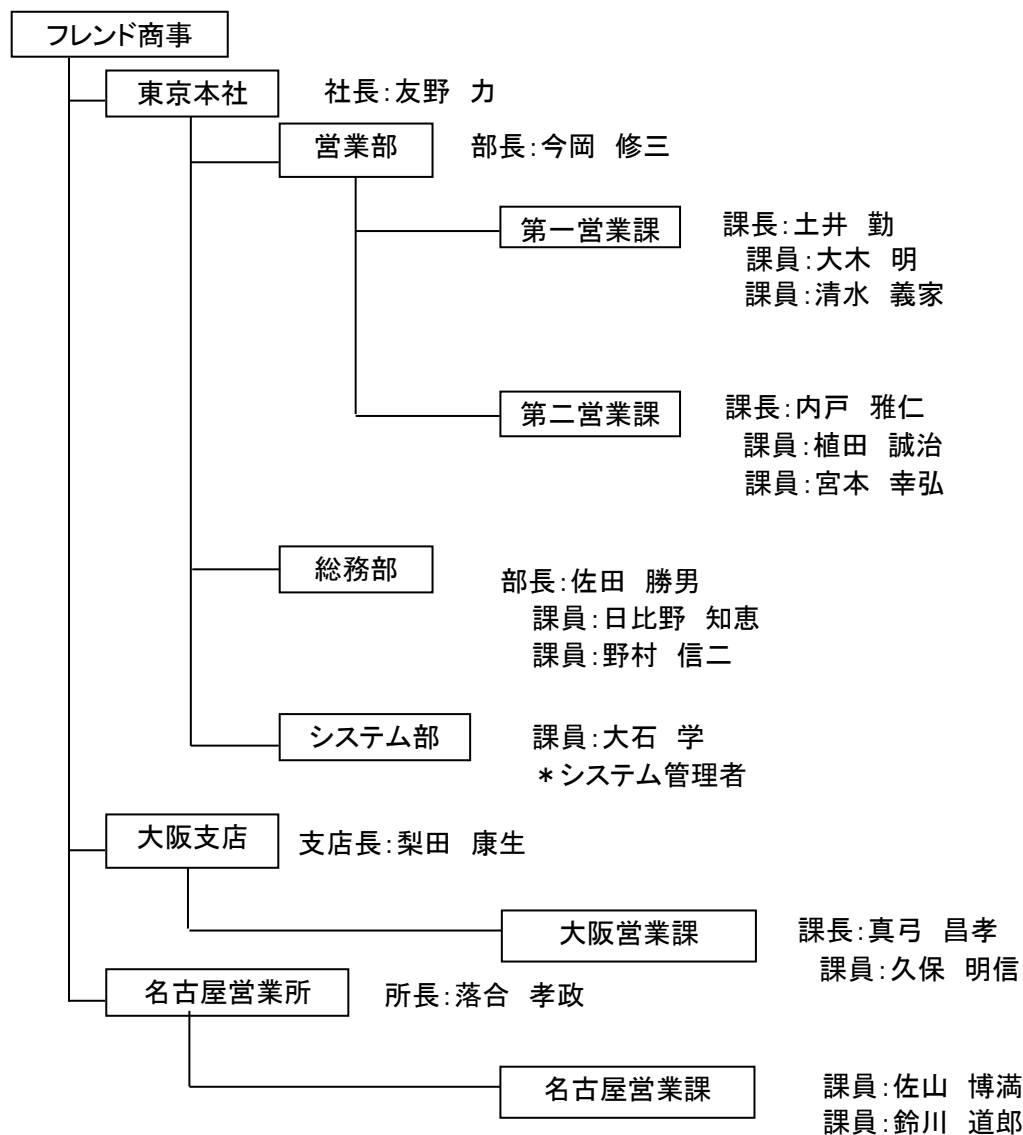 フレンド商事
東京本社 社長：友野　力
営業部 部長：今岡　修三
第一営業課 課長：土井　勤
課員：大木　明
課員：清水　義家
第二営業課 課長：内戸　雅仁
課員：植田　誠治
課員：宮本　幸弘
総務部 部長：佐田　勝男
課員：日比野　知恵
課員：野村　信二
システム部 課員：大石　学
＊システム管理者
大阪支店 支店長：梨田　康生
大阪営業課 課長：真弓　昌孝
課員：久保　明信
名古屋営業所 所長：落合　孝政
名古屋営業課 課員：佐山　博満
課員：鈴川　道郎